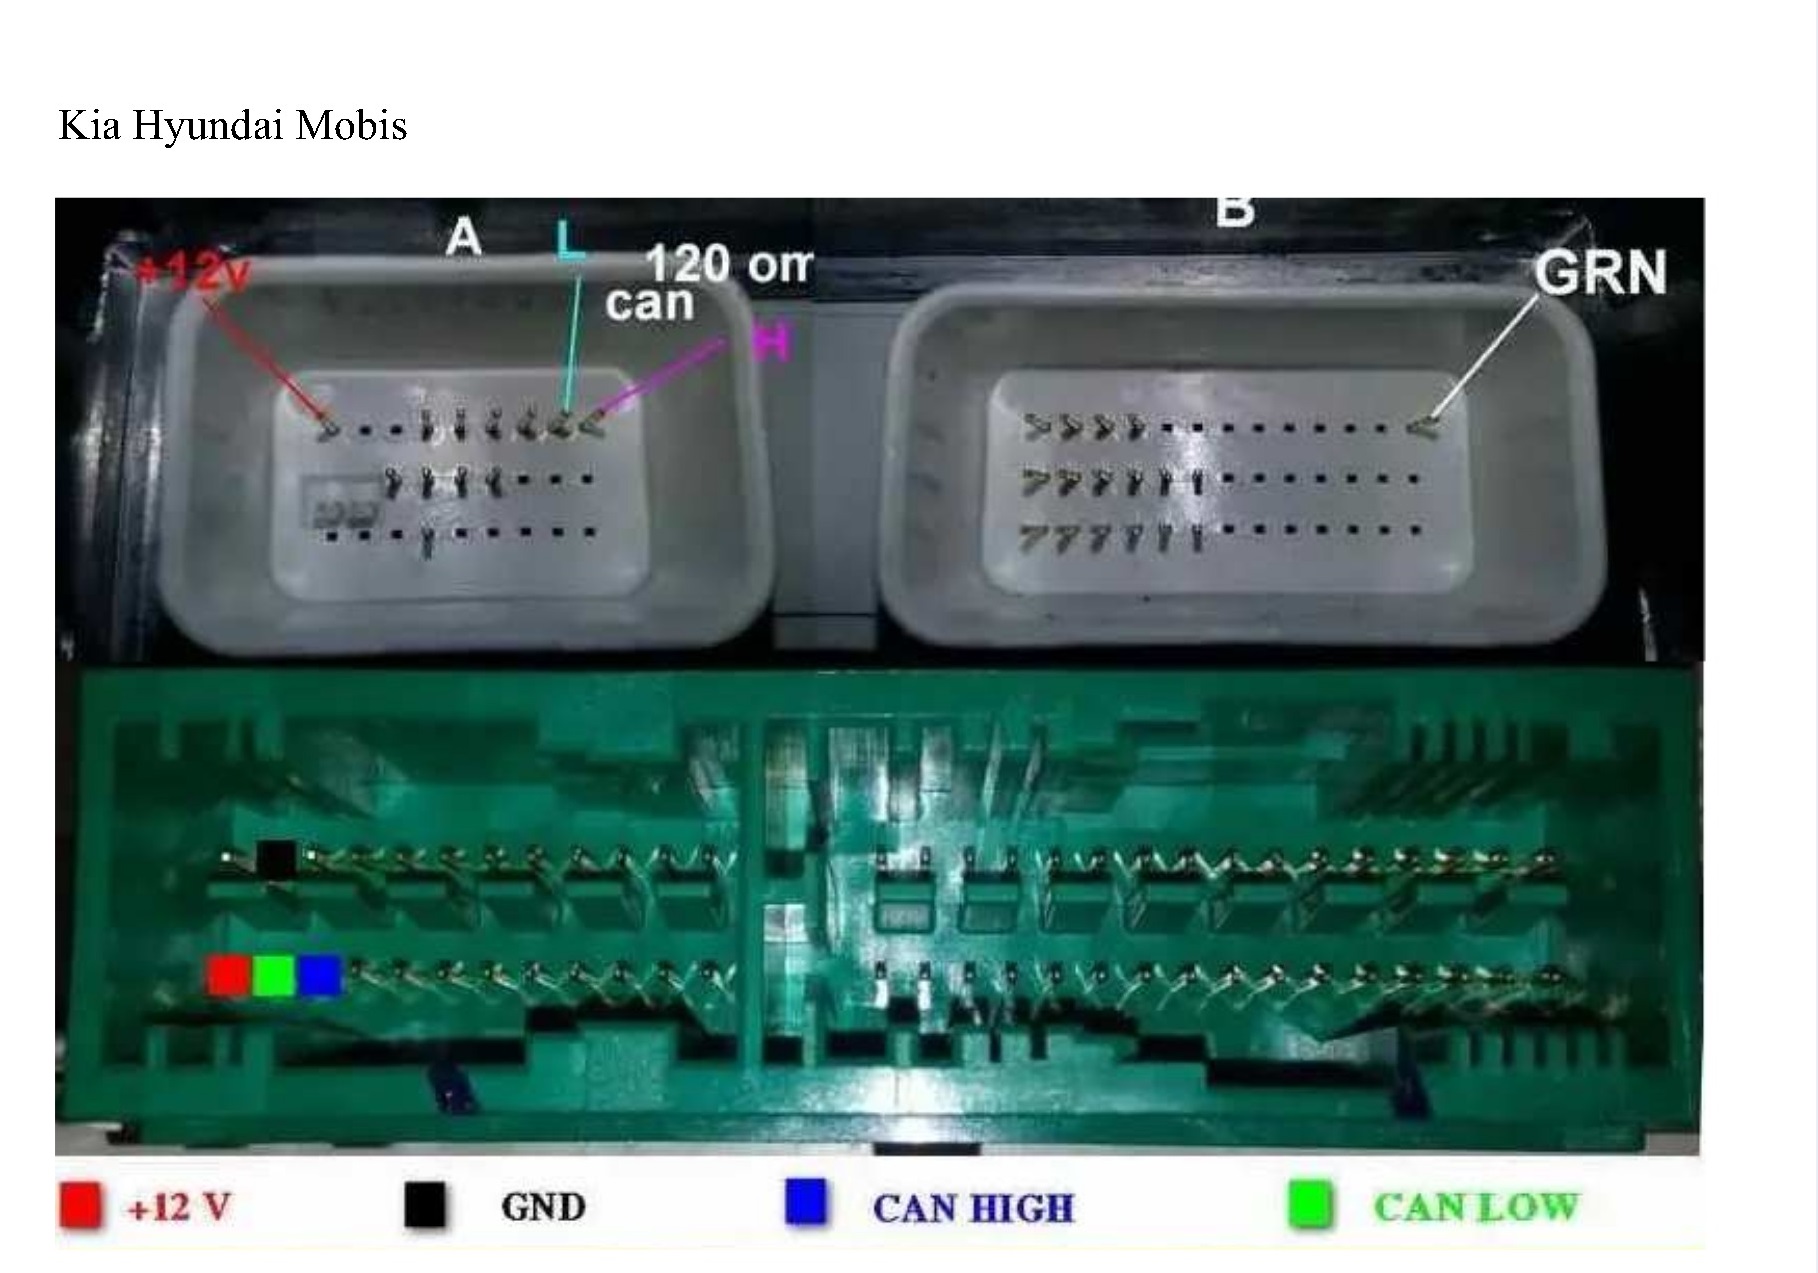 Kia Hyundai Mobis
A L B
+12v 120 om GRN
can
H
+12 V GND CAN HIGH CAN LOW